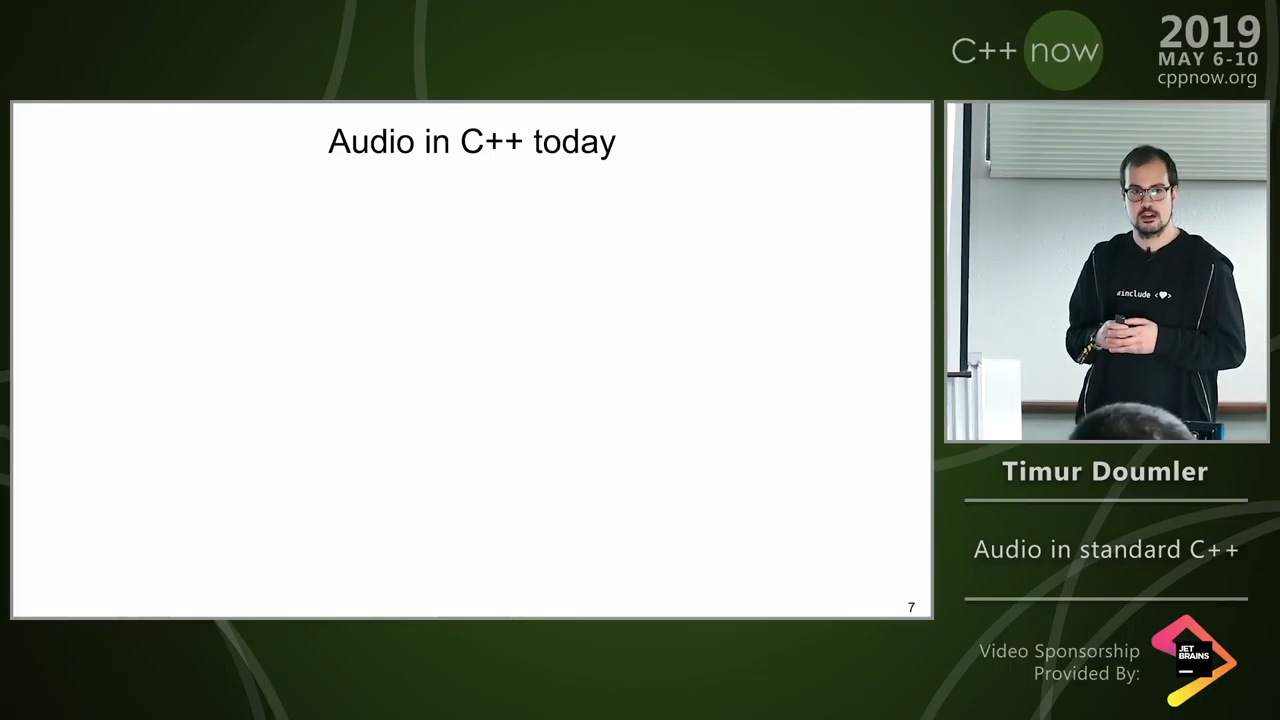 C++ now
2019
MAY 6-10
cppnow.org
Audio in C++ today
7
#include <♥>
Timur Doumler
Audio in standard C++
Video Sponsorship
Provided By:
JET
BRAINS